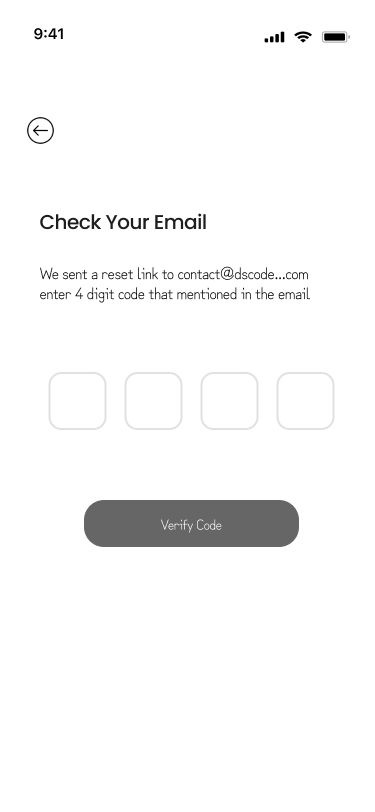 9:41
Check Your Email
We sent a reset link to contact@dscode...com
enter 4 digit code that mentioned in the email
Verify Code